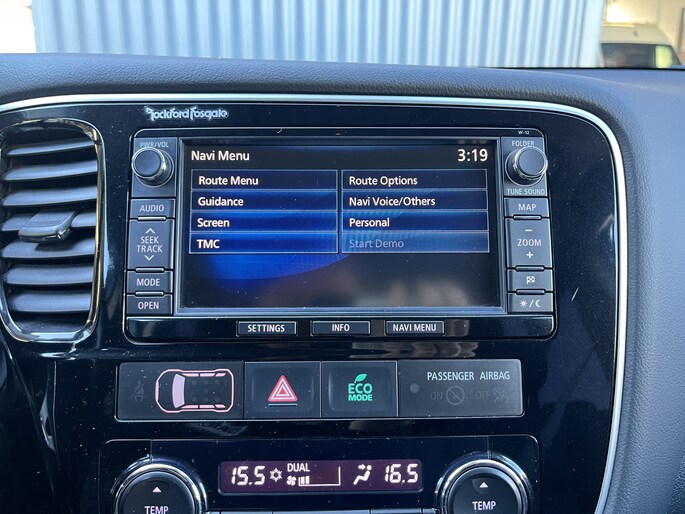 Rockford Fosgate
W-12
PWR/VOL
FOLDER
Navi Menu 3:19
Route Menu Route Options
Guidance Navi Voice/Others
Screen Personal
TMC Start Demo
TUNE SOUND
AUDIO
MAP
SEEK
TRACK
ZOOM
MODE
OPEN
SETTINGS INFO NAVI MENU
ECO
MODE
PASSENGER AIRBAG
ON OFF
15.5 DUAL 16.5
TEMP TEMP